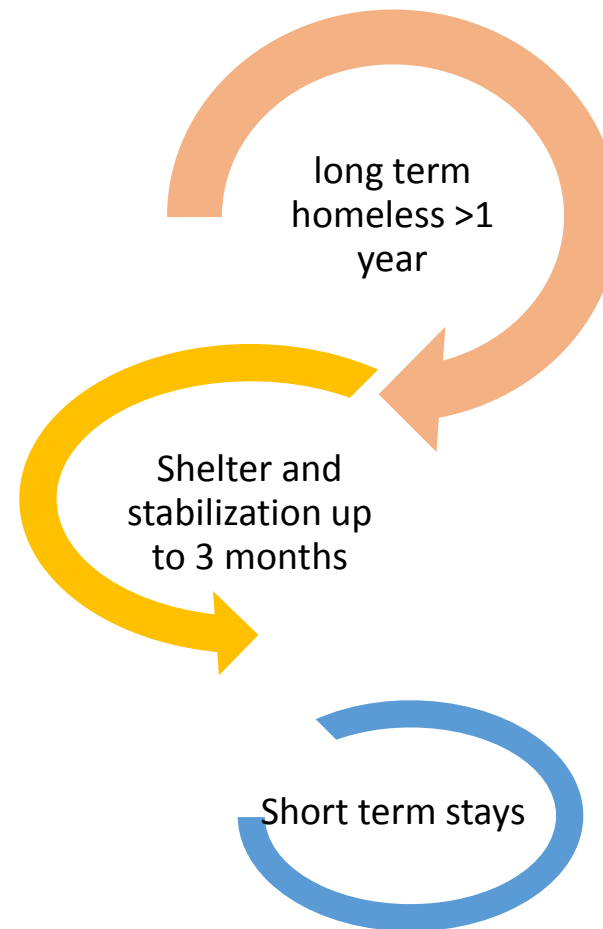 long term
homeless >1
year
Shelter and
stabilization up
to 3 months
Short term stays